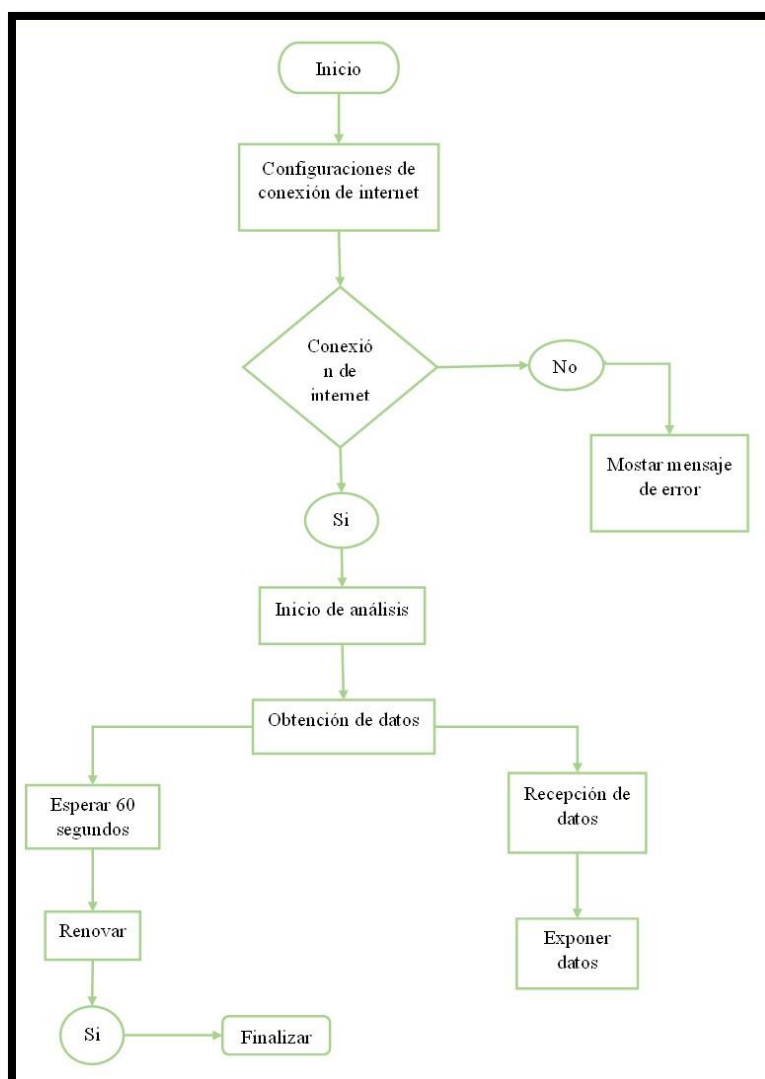 Inicio
Configuraciones de
conexión de internet
Conexió
n de
internet
No
Mostar mensaje
de error
Si
Inicio de análisis
Obtención de datos
Esperar 60
segundos
Recepción de
datos
Renovar
Exponer
datos
Si
Finalizar